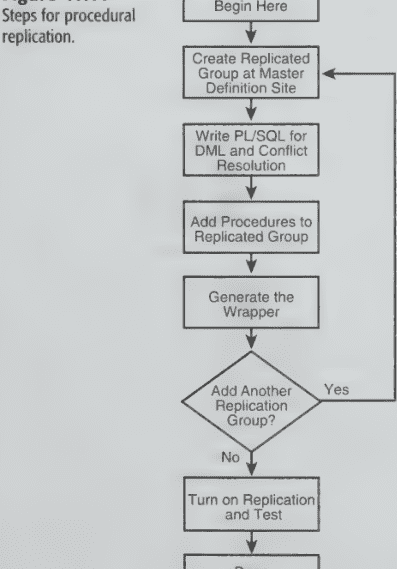 Steps for procedural
replication.
Begin Here
Create Replicated
Group at Master
Definition Site
Write PL/SQL for
DML and Conflict
Resolution
Add Procedures to
Replicated Group
Generate the
Wrapper
Add Another
Replication
Group?
Yes
No
Turn on Replication
and Test